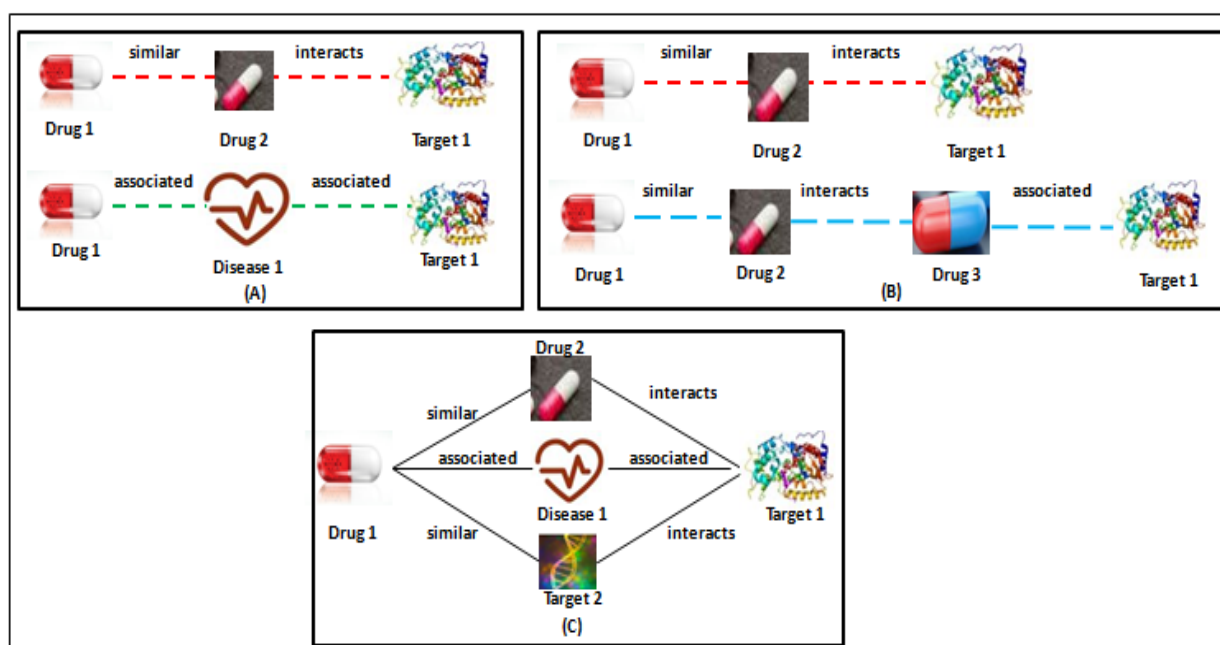 similar interacts
Drug 1 Drug 2 Target 1
associated associated
Drug 1 Disease 1 Target 1
(A)
similar interacts
Drug 1 Drug 2 Target 1
similar interacts associated
Drug 1 Drug 2 Drug 3 Target 1
(B)
Drug 2
similar interacts
associated associated
Drug 1 Disease 1 Target 1
similar interacts
Target 2
(C)